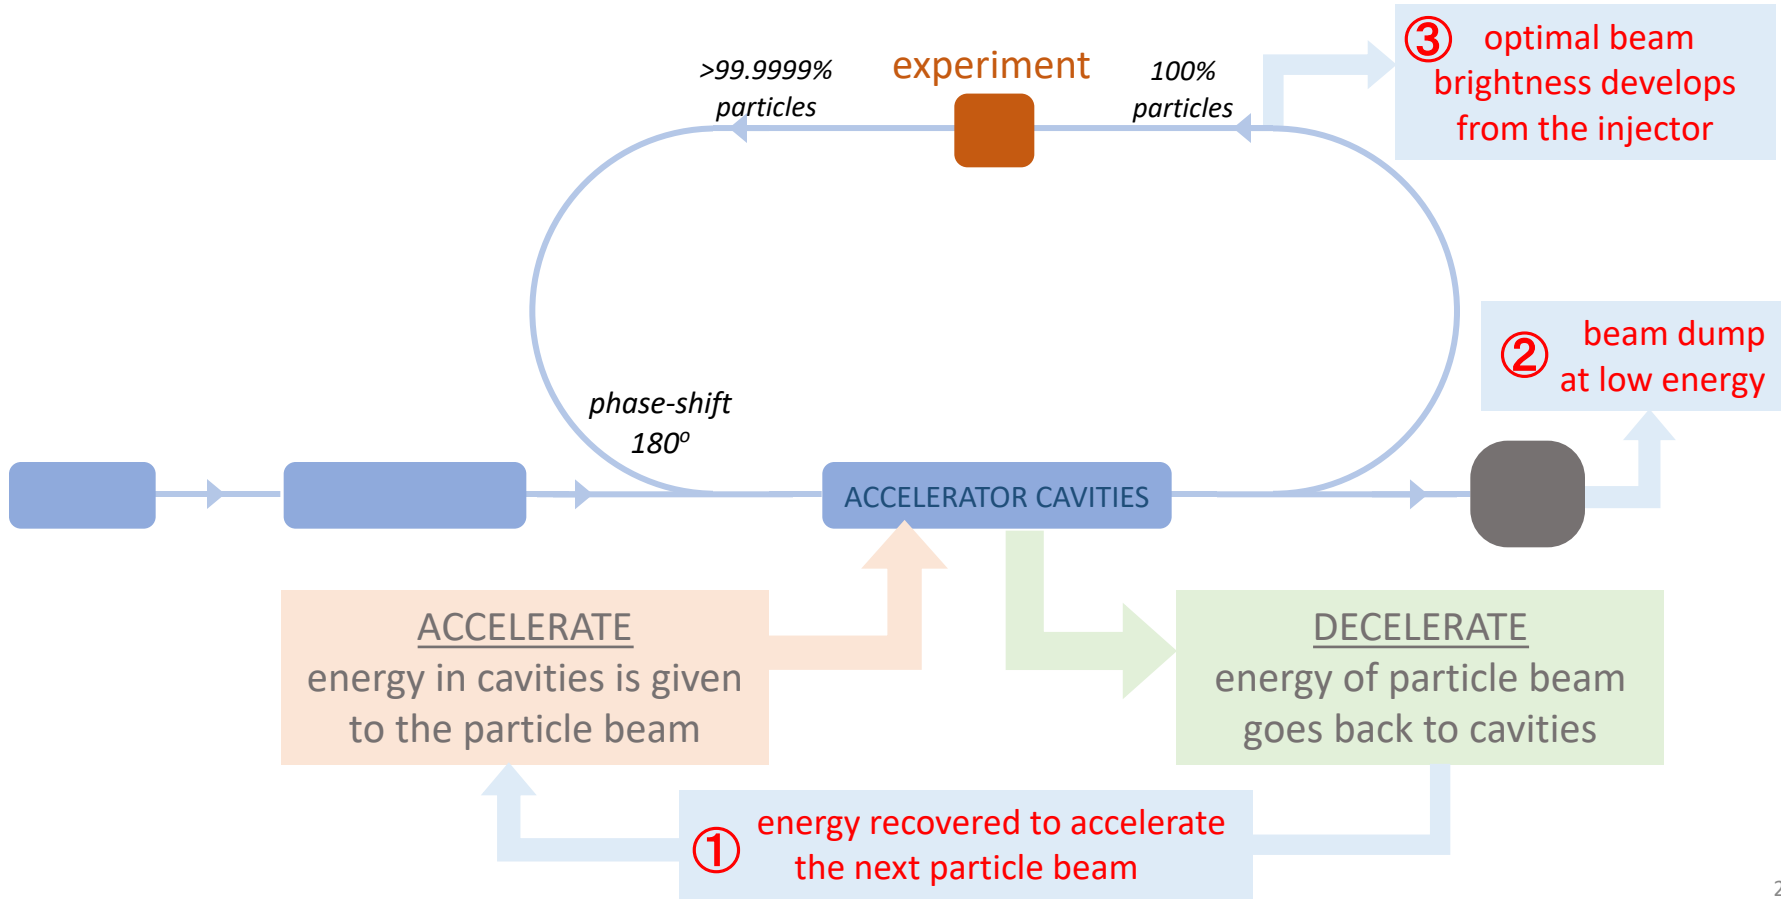 >99.9999%
particles
experiment
100%
particles
③ optimal beam
brightness develops
from the injector
② beam dump
at low energy
phase-shift
180º
ACCELERATOR CAVITIES
ACCELERATE
energy in cavities is given
to the particle beam
DECELERATE
energy of particle beam
goes back to cavities
① energy recovered to accelerate
the next particle beam
2